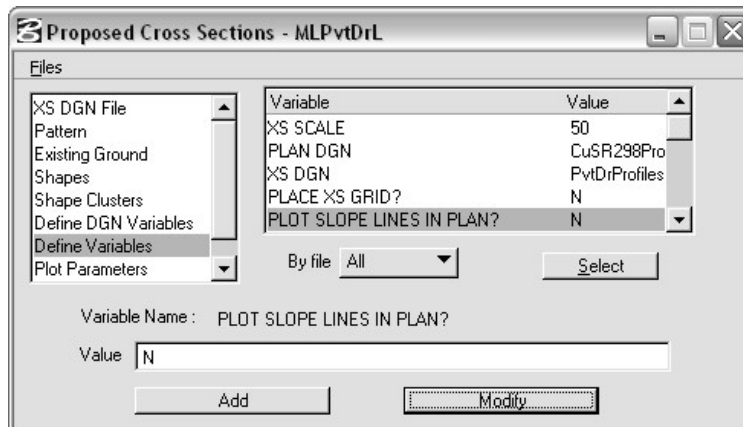 Proposed Cross Sections - MLPvtDrL
Files
XS DGN File
Pattern
Existing Ground
Shapes
Shape Clusters
Define DGN Variables
Define Variables
Plot Parameters
Variable Value
XS SCALE 50
PLAN DGN CuSR298Pro
XS DGN PvtDrProfiles
PLACE XS GRID? N
PLOT SLOPE LINES IN PLAN? N
By file All Select
Variable Name : PLOT SLOPE LINES IN PLAN?
Value N
Add Modify